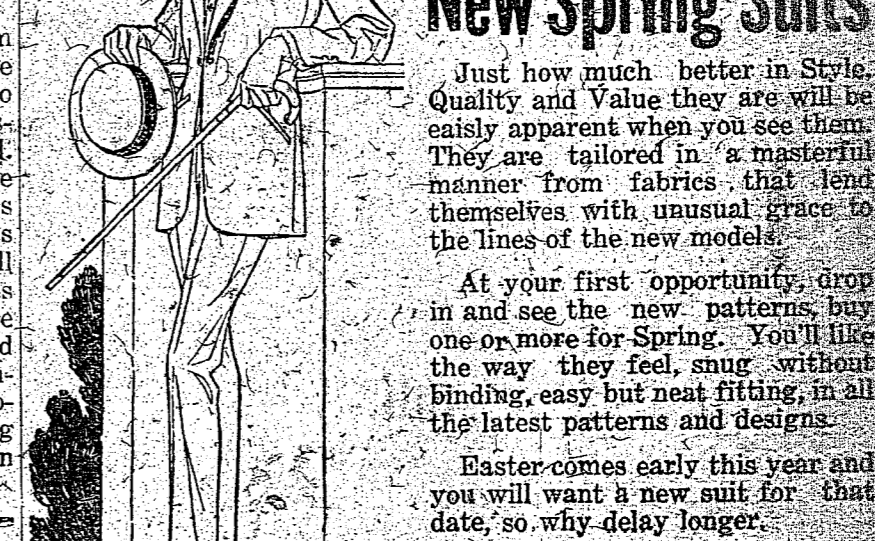 New Spring Suits
Just how much better in Style,
Quality and Value they are will be
eaisly apparent when you see them.
They are tailored in a masterful
manner from fabrics that lend
themselves with unusual grace to
the lines of the new models.
At your first opportunity, drop
in and see the new patterns, buy
one or more for Spring. You'll like
the way they feel, snug without
binding, easy but neat fitting, in all
the latest patterns and designs.
Easter comes early this year and
you will want a new suit for that
date, so why delay longer.